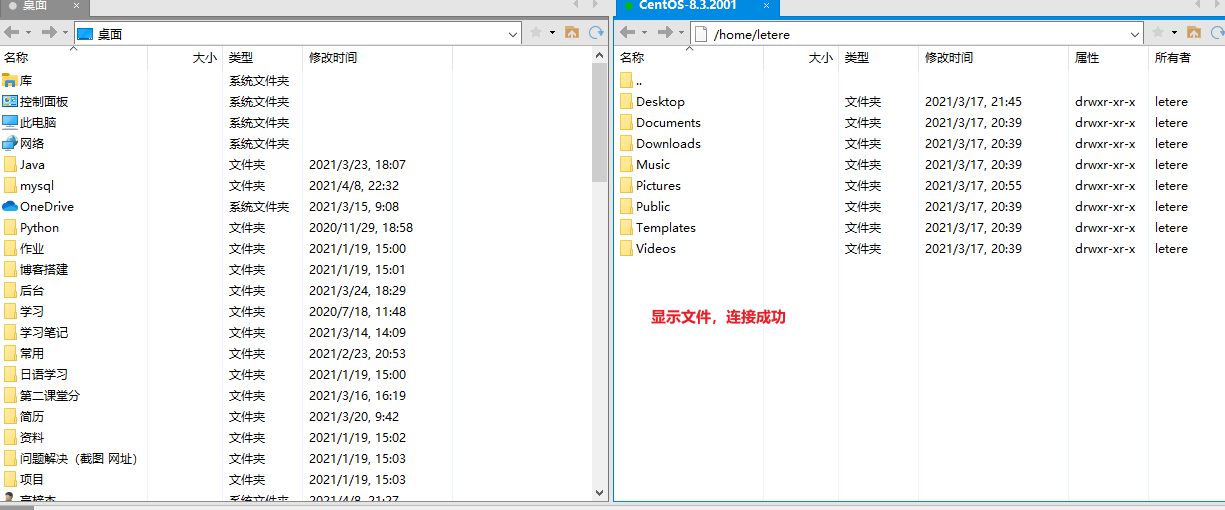 桌面
桌面
名称 大小 类型 修改时间
库 系统文件夹
控制面板 系统文件夹
此电脑 系统文件夹
网络 系统文件夹
Java 文件夹 2021/3/23, 18:07
mysql 文件夹 2021/4/8, 22:32
OneDrive 系统文件夹 2021/3/15, 9:08
Python 文件夹 2020/11/29, 18:58
作业 文件夹 2021/1/19, 15:00
博客搭建 文件夹 2021/1/19, 15:01
后台 文件夹 2021/3/24, 18:29
学习 文件夹 2020/7/18, 11:48
学习笔记 文件夹 2021/3/14, 14:09
常用 文件夹 2021/2/23, 20:53
日语学习 文件夹 2021/1/19, 15:00
第二课堂分 文件夹 2021/3/16, 16:19
简历 文件夹 2021/3/20, 9:42
资料 文件夹 2021/1/19, 15:02
问题解决（截图 网址） 文件夹 2021/1/19, 15:03
项目 文件夹 2021/1/19, 15:03
系统文件夹 2021/4/8, 21:27
CentOS-8.3.2001
/home/letere
名称 大小 类型 修改时间 属性 所有者
..
Desktop 文件夹 2021/3/17, 21:45 drwxr-xr-x letere
Documents 文件夹 2021/3/17, 20:39 drwxr-xr-x letere
Downloads 文件夹 2021/3/17, 20:39 drwxr-xr-x letere
Music 文件夹 2021/3/17, 20:39 drwxr-xr-x letere
Pictures 文件夹 2021/3/17, 20:55 drwxr-xr-x letere
Public 文件夹 2021/3/17, 20:39 drwxr-xr-x letere
Templates 文件夹 2021/3/17, 20:39 drwxr-xr-x letere
Videos 文件夹 2021/3/17, 20:39 drwxr-xr-x letere
显示文件，连接成功